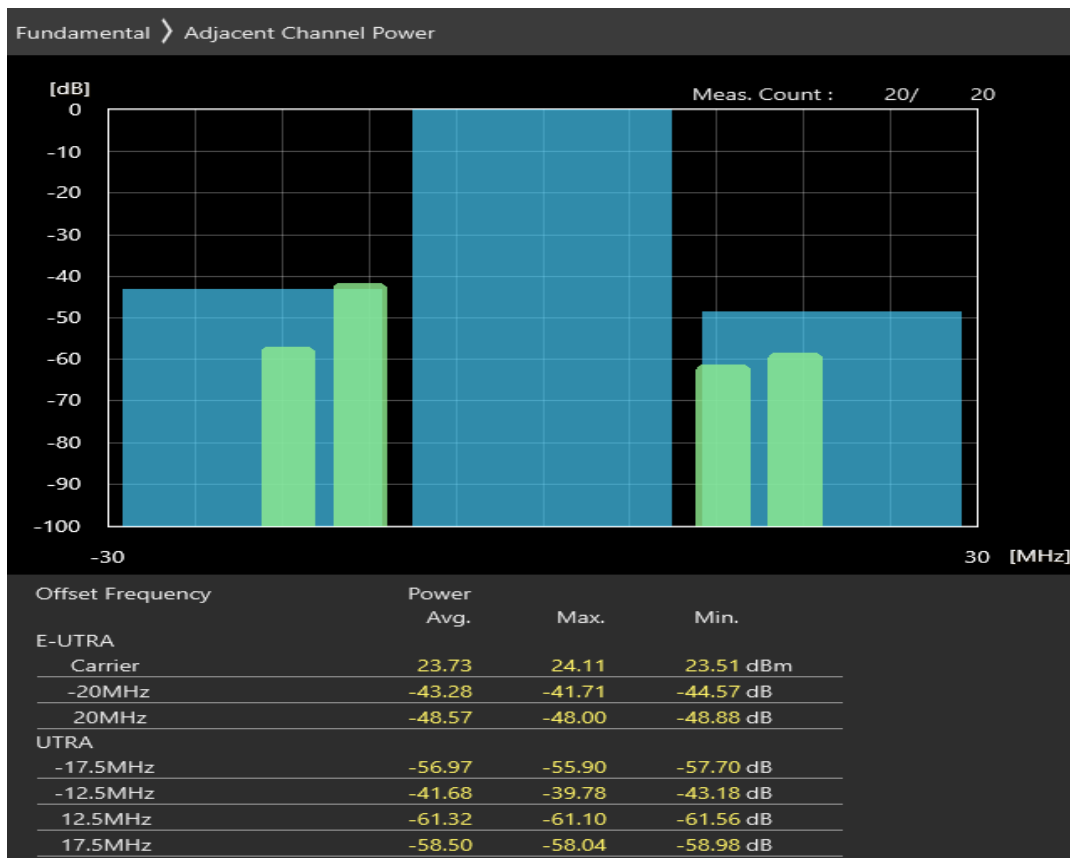 Fundamental 〉 Adjacent Channel Power
[dB]
Meas. Count : 20/ 20
0
-10
-20
-30
-40
-50
-60
-70
-80
-90
-100
-30 30 [MHz]
Offset Frequency Power
Avg. Max. Min.
E-UTRA
Carrier 23.73 24.11 23.51 dBm
-20MHz -43.28 -41.71 -44.57 dB
20MHz -48.57 -48.00 -48.88 dB
UTRA
-17.5MHz -56.97 -55.90 -57.70 dB
-12.5MHz -41.68 -39.78 -43.18 dB
12.5MHz -61.32 -61.10 -61.56 dB
17.5MHz -58.50 -58.04 -58.98 dB